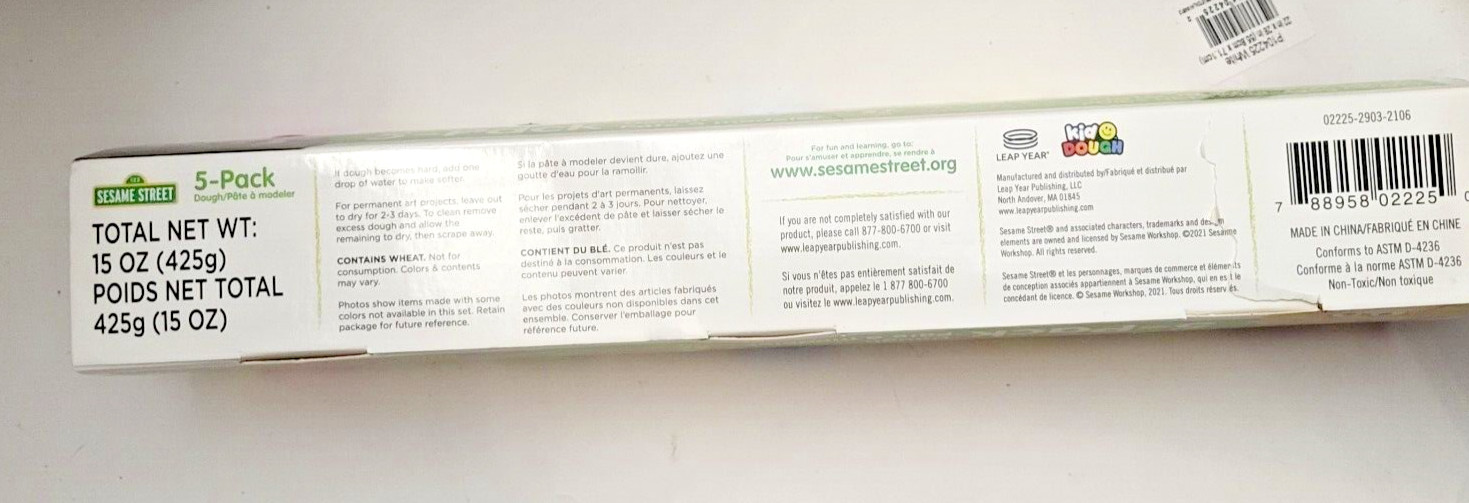 SESAME STREET
5-Pack
Dough/Pâte à modeler
TOTAL NET WT:
15 OZ (425g)
POIDS NET TOTAL
425g (15 OZ)
If dough becomes hard, add one
drop of water to make softer.
For permanent art projects, leave out
to dry for 2-3 days. To clean remove
excess dough and allow the
remaining to dry, then scrape away.
CONTAINS WHEAT. Not for
consumption. Colors & contents
may vary.
Photos show items made with some
colors not available in this set. Retain
package for future reference.
Si la pâte à modeler devient dure, ajoutez une
goutte d'eau pour la ramollir.
Pour les projets d'art permanents, laissez
sécher pendant 2 à 3 jours. Pour nettoyer,
enlever l'excédent de pâte et laisser sécher le
reste, puis gratter.
CONTIENT DU BLÉ. Ce produit n'est pas
destiné à la consommation. Les couleurs et le
contenu peuvent varier.
Les photos montrent des articles fabriqués
avec des couleurs non disponibles dans cet
ensemble. Conserver l'emballage pour
référence future.
For fun and learning, go to:
Pour s'amuser et apprendre, se rendre à
www.sesamestreet.org
If you are not completely satisfied with our
product, please call 877-800-6700 or visit
www.leapyearpublishing.com.
Si vous n'êtes pas entièrement satisfait de
notre produit, appelez le 1 877 800-6700
ou visitez le www.leapyearpublishing.com.
LEAP YEAR
kid DOUGH
Manufactured and distributed by/Fabriqué et distribué par
Leap Year Publishing, LLC
North Andover, MA 01845
www.leapyearpublishing.com
Sesame Street® and associated characters, trademarks and design
elements are owned and licensed by Sesame Workshop. ©2021 Sesame
Workshop. All rights reserved.
Sesame Street® et les personnages, marques de commerce et éléments
de conception associés appartiennent à Sesame Workshop, qui en est le
concédant de licence. © Sesame Workshop, 2021. Tous droits réservés.
02225-2903-2106
7 88958 02225
MADE IN CHINA/FABRIQUÉ EN CHINE
Conforms to ASTM D-4236
Conforme à la norme ASTM D-4236
Non-Toxic/Non toxique
P104225 White